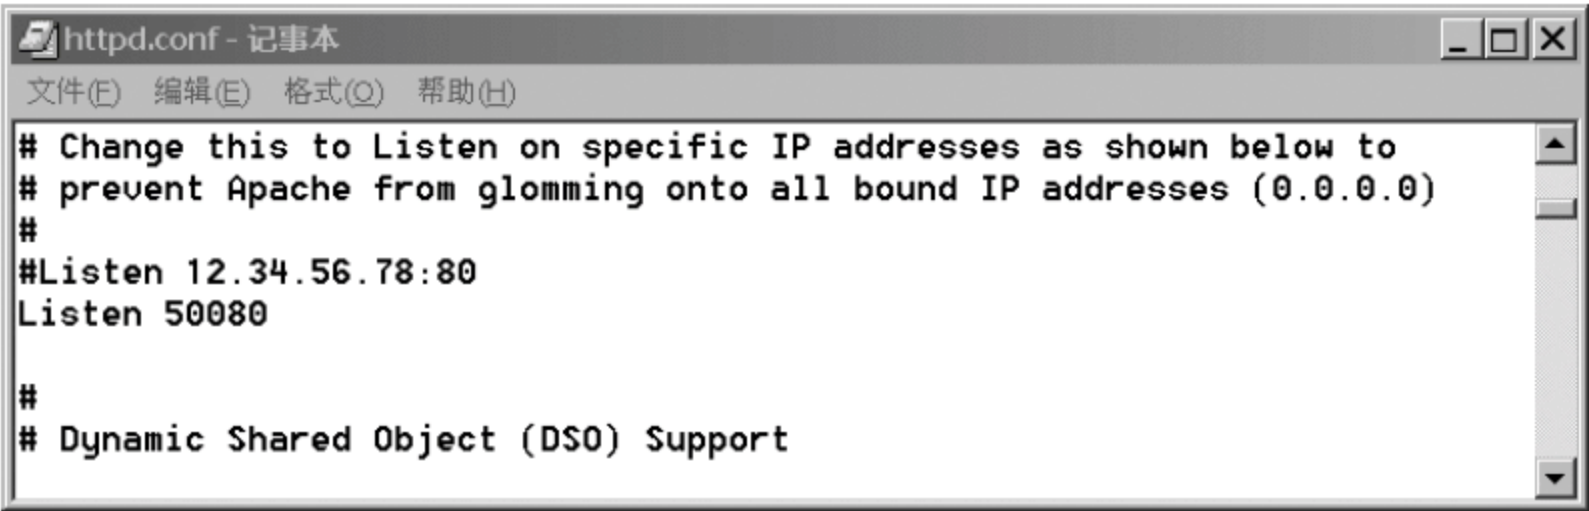 httpd.conf - 记事本
文件(F) 编辑(E) 格式(O) 帮助(H)
# Change this to Listen on specific IP addresses as shown below to
# prevent Apache from glomming onto all bound IP addresses (0.0.0.0)
#
#Listen 12.34.56.78:80
Listen 50080
#
# Dynamic Shared Object (DSO) Support